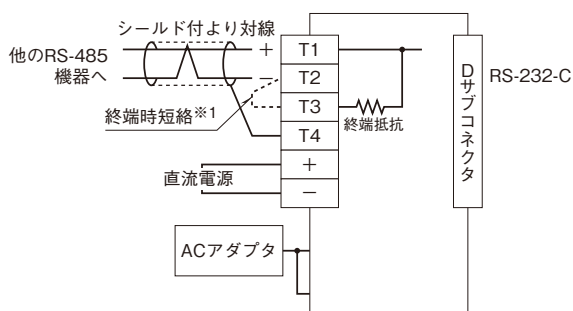 シールド付より対線
他のRS-485
機器へ
+
−
T1
T2
T3
T4
+
−
終端時短絡※1
終端抵抗
直流電源
ACアダプタ
Dサブコネクタ
RS-232-C